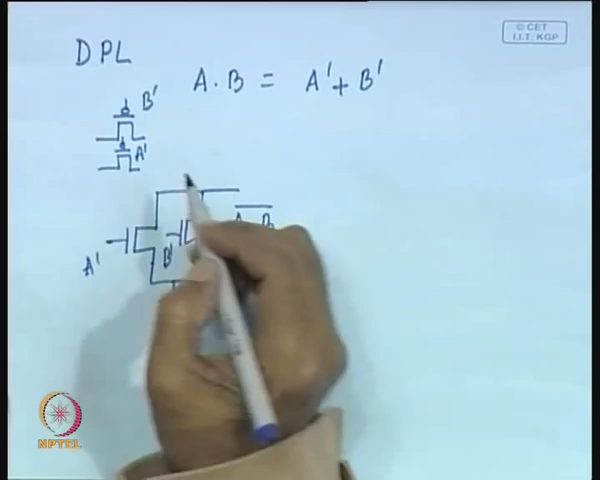 © CET
I.I.T. KGP
DPL
A · B = A' + B'
B'
A'
A'
B'
NPTEL